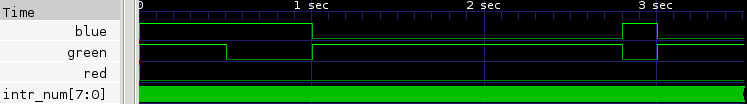 Time
0
1 sec
2 sec
3 sec
blue
green
red
intr_num[7:0]